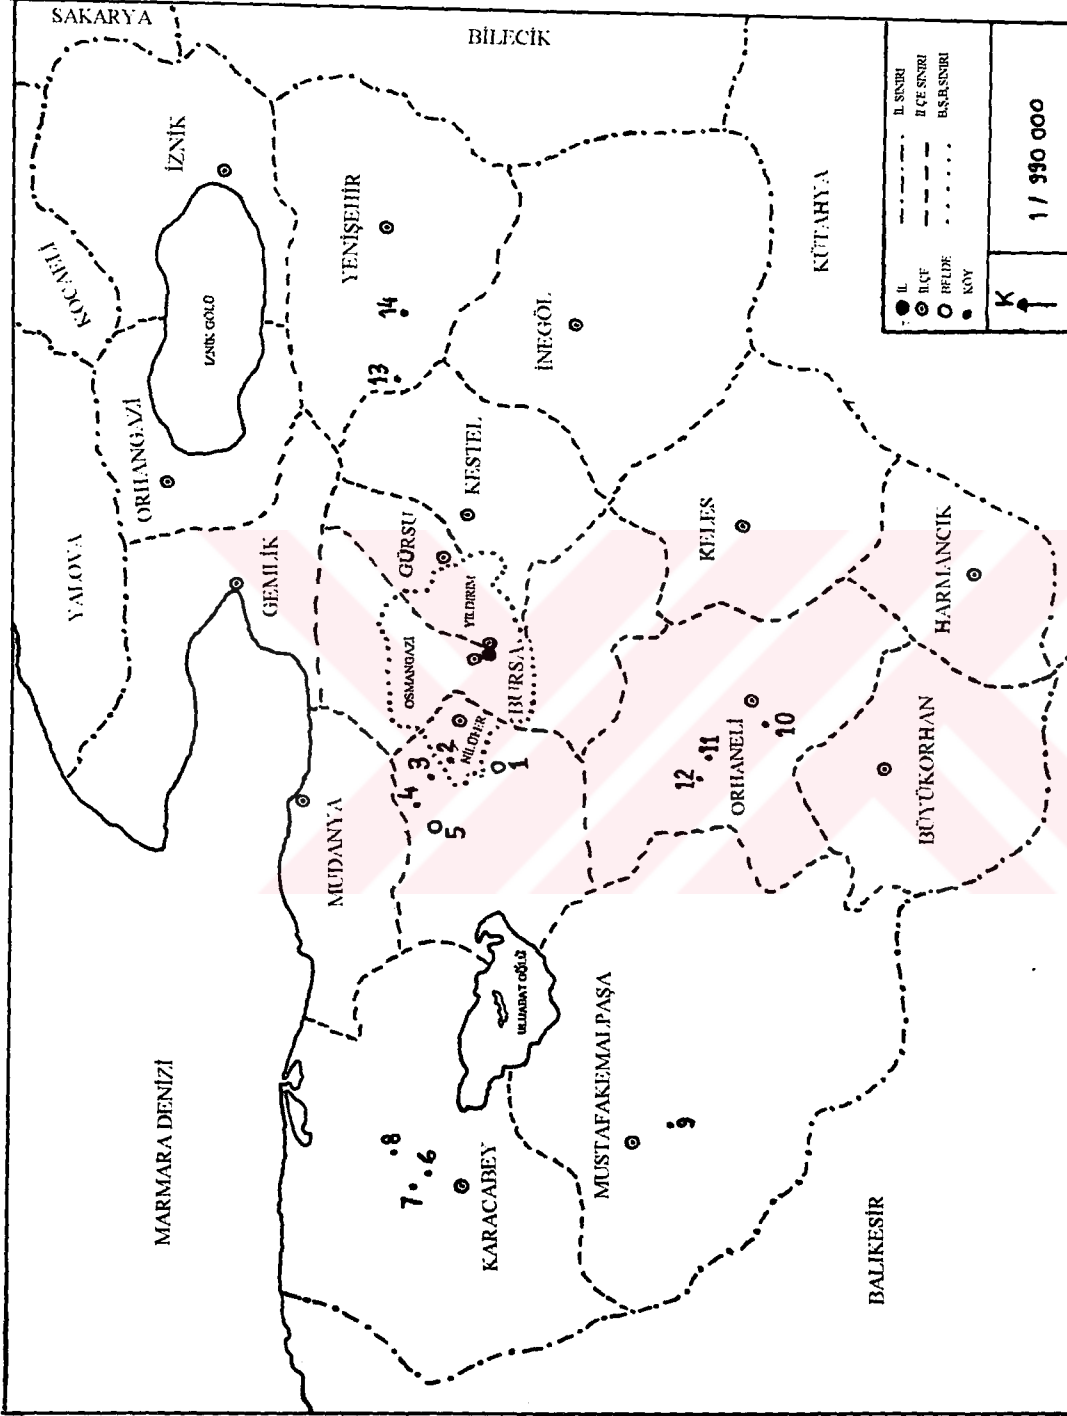 SAKARYA
BİLECİK
KOCAELİ
İZNİK
YALOVA
ORHANGAZİ
İZNİK GÖLÜ
YENİŞEHİR
14
13
İNEGÖL
KÜTAHYA
GEMLİK
GÜRSU
KESTEL
OSMANGAZİ
YILDIRIM
BURSA
NİLÜFER
KELES
HARMANCIK
MARMARA DENİZİ
MUDANYA
1
2
3
4
5
12
11
ORHANELİ
10
BÜYÜKORHAN
ULUABAT GÖLÜ
8
6
7
KARACABEY
MUSTAFAKEMALPAŞA
9
BALIKESİR
İL
İLÇE
BELDE
KÖY
İL SINIRI
İLÇE SINIRI
B.Ş.B.SINIRI
K
1/ 990 000